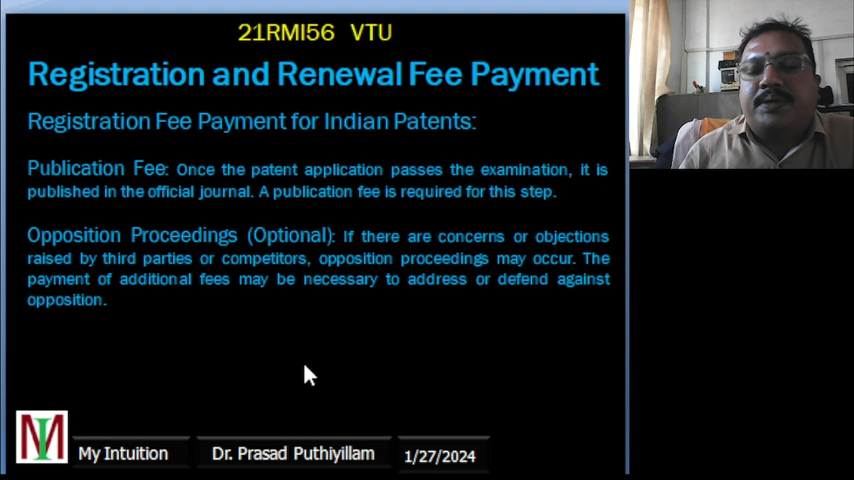 21RMI56 VTU
Registration and Renewal Fee Payment
Registration Fee Payment for Indian Patents:
Publication Fee: Once the patent application passes the examination, it is
published in the official journal. A publication fee is required for this step.
Opposition Proceedings (Optional): If there are concerns or objections
raised by third parties or competitors, opposition proceedings may occur. The
payment of additional fees may be necessary to address or defend against
opposition.
MI
My Intuition
Dr. Prasad Puthiyillam
1/27/2024